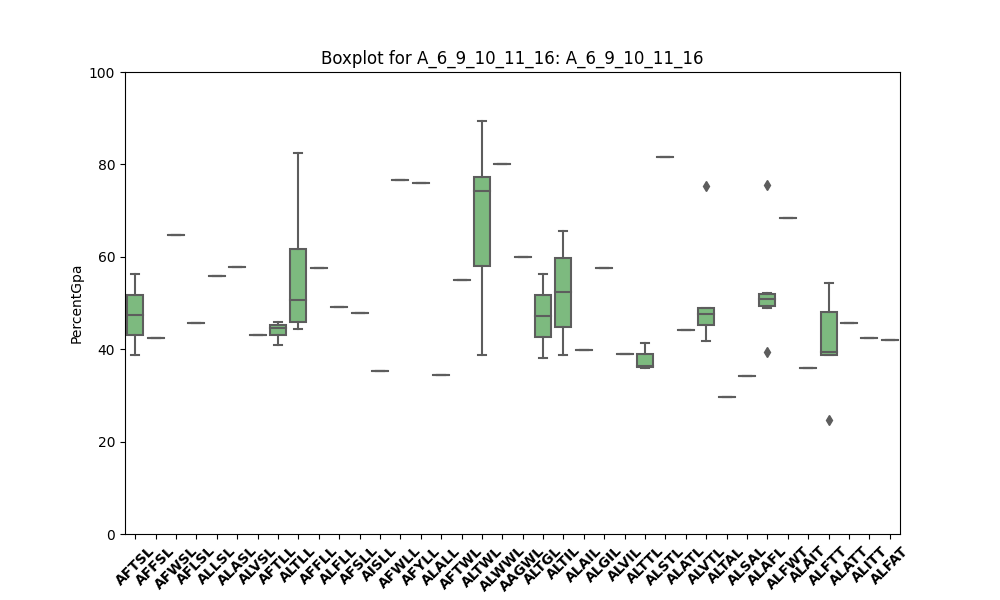 Boxplot for A_6_9_10_11_16: A_6_9_10_11_16
PercentGpa
100
80
60
40
20
0
AFTSL
AFFSL
AFWSL
AFLSL
ALLSL
ALASL
ALVSL
AFTLL
ALTLL
AFFLL
ALFLL
AFSLL
AISLL
AFWLL
AFYLL
ALALL
AFTWL
ALTWL
ALWWL
AAGWL
ALTGL
ALTIL
ALAIL
ALGIL
ALVIL
ALTTL
ALSTL
ALATL
ALVTL
ALTAL
ALSAL
ALAFL
ALFWT
ALAIT
ALFTT
ALATT
ALITT
ALFAT